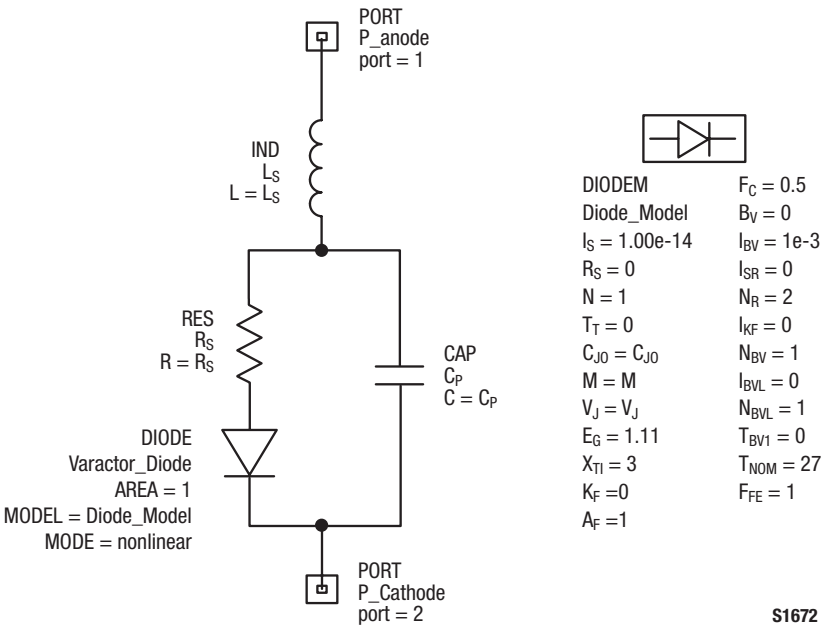 PORT
P_anode
port = 1
IND
LS
L = LS
RES
RS
R = RS
CAP
CP
C = CP
DIODE
Varactor_Diode
AREA = 1
MODEL = Diode_Model
MODE = nonlinear
PORT
P_Cathode
port = 2
DIODEM
Diode_Model
IS = 1.00e-14
RS = 0
N = 1
TT = 0
CJO = CJO
M = M
VJ = VJ
EG = 1.11
XTI = 3
KF =0
AF =1
FC = 0.5
BV = 0
IBV = 1e-3
ISR = 0
NR = 2
IKF = 0
NBV = 1
IBVL = 0
NBVL = 1
TBV1 = 0
TNOM = 27
FFE = 1
S1672